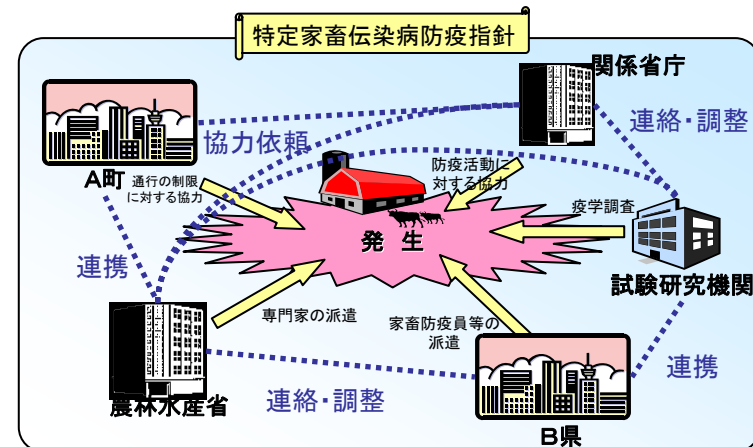 特定家畜伝染病防疫指針
関係省庁
連絡・調整
協力依頼
A町
通行の制限
に対する協力
防疫活動に
対する協力
疫学調査
発 生
試験研究機関
連携
専門家の派遣
家畜防疫員等の
派遣
農林水産省
連絡・調整
連携
B県